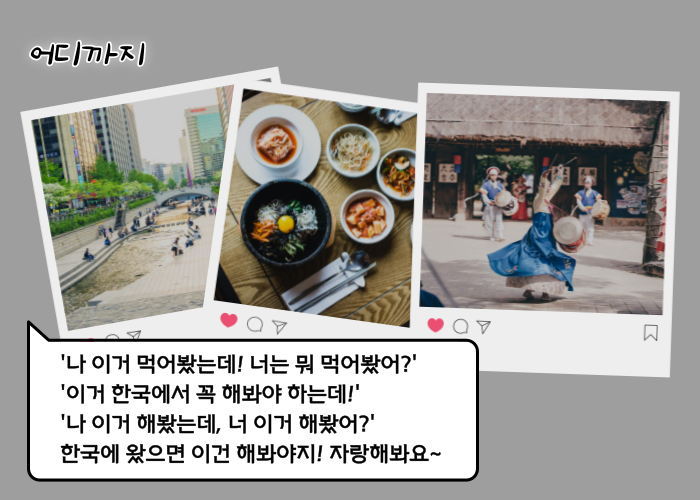 어디까지
'나 이거 먹어봤는데! 너는 뭐 먹어봤어?'
'이거 한국에서 꼭 해봐야 하는데!'
'나 이거 해봤는데, 너 이거 해봤어?'
한국에 왔으면 이건 해봐야지! 자랑해봐요~